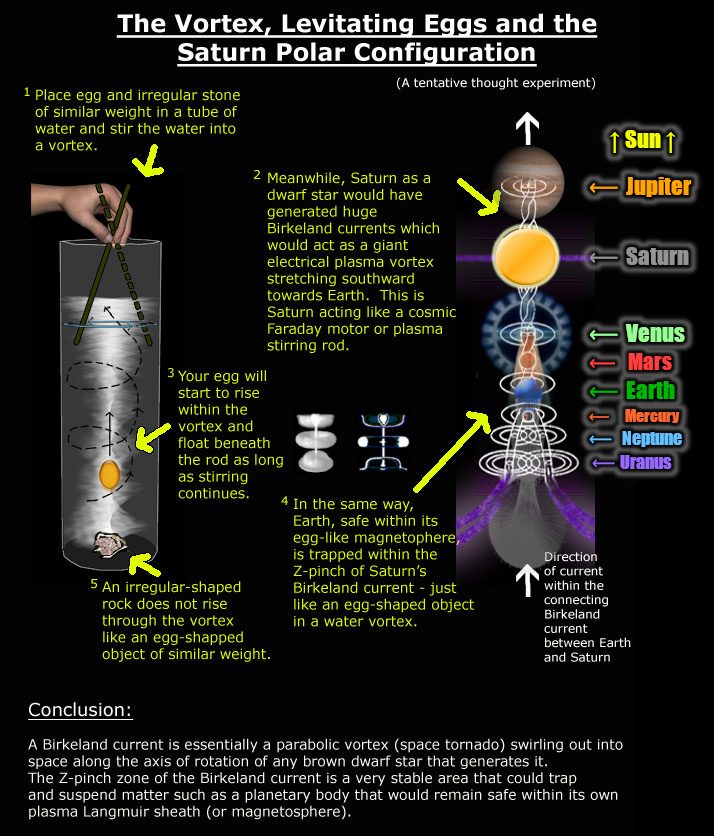 The Vortex, Levitating Eggs and the
Saturn Polar Configuration
(A tentative thought experiment)
1 Place egg and irregular stone
of similar weight in a tube of
water and stir the water into
a vortex.
2 Meanwhile, Saturn as a
dwarf star would have
generated huge
Birkeland currents which
would act as a giant
electrical plasma vortex
stretching southward
towards Earth. This is
Saturn acting like a cosmic
Faraday motor or plasma
stirring rod.
↑ Sun ↑
← Jupiter
← Saturn
← Venus
← Mars
← Earth
← Mercury
← Neptune
← Uranus
3 Your egg will
start to rise
within the
vortex and
float beneath
the rod as long
as stirring
continues.
4 In the same way,
Earth, safe within its
egg-like magnetophere,
is trapped within the
Z-pinch of Saturn's
Birkeland current - just
like an egg-shaped object
in a water vortex.
Direction
of current
within the
connecting
Birkeland
current
between Earth
and Saturn
5 An irregular-shaped
rock does not rise
through the vortex
like an egg-shapped
object of similar weight.
Conclusion:
A Birkeland current is essentially a parabolic vortex (space tornado) swirling out into
space along the axis of rotation of any brown dwarf star that generates it.
The Z-pinch zone of the Birkeland current is a very stable area that could trap
and suspend matter such as a planetary body that would remain safe within its own
plasma Langmuir sheath (or magnetosphere).